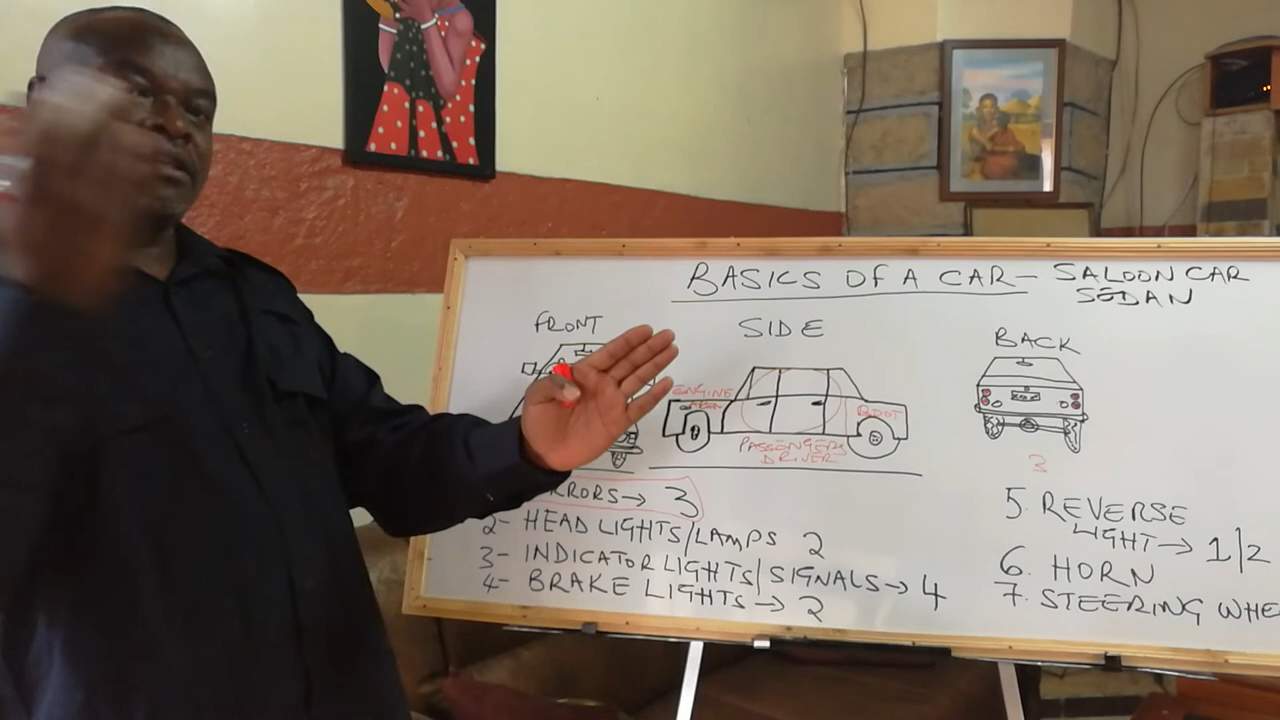 BASICS OF A CAR - SALOON CAR
SEDAN
FRONT
SIDE
BACK
ENGINE
BOOT
PASSENGERS
DRIVER
3
RRORS → 3
2- HEAD LIGHTS/LAMPS 2
3- INDICATOR LIGHTS/SIGNALS → 4
4- BRAKE LIGHTS → 2
5. REVERSE
LIGHT → 1/2
6. HORN
7. STEERING WHE